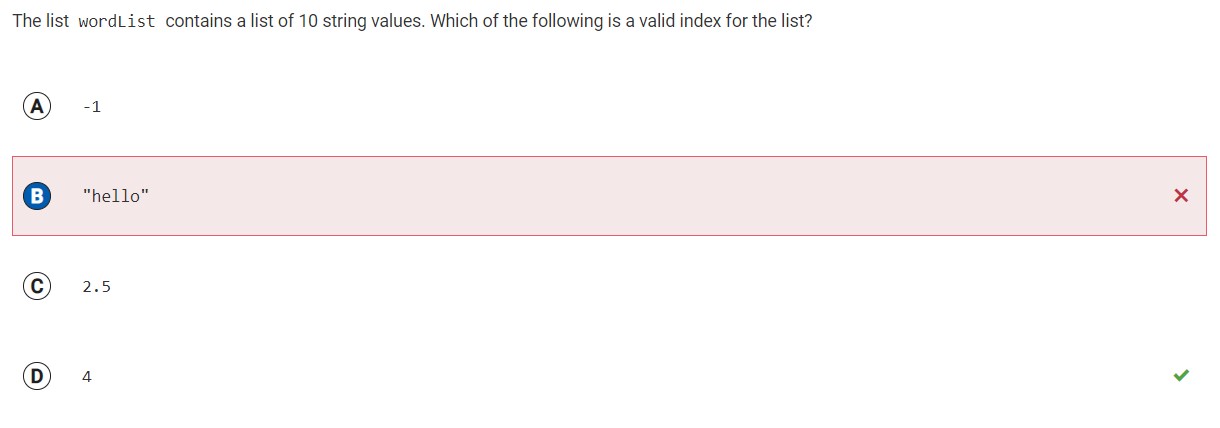 The list wordList contains a list of 10 string values. Which of the following is a valid index for the list?
A -1
B "hello"
C 2.5
D 4